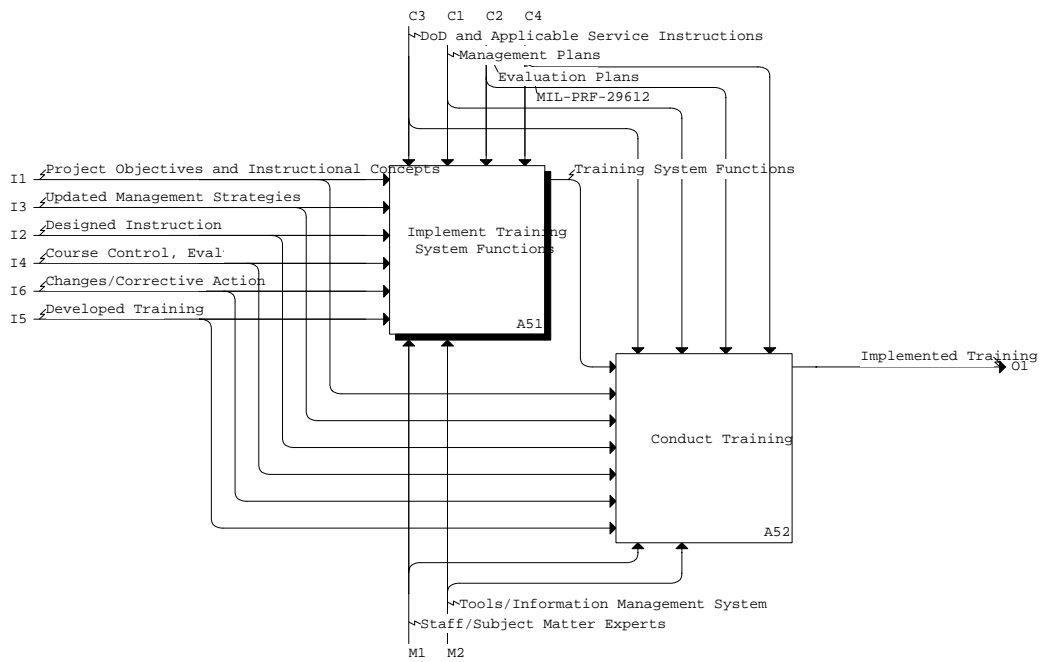 C3 C1 C2 C4
DoD and Applicable Service Instructions
Management Plans
Evaluation Plans
MIL-PRF-29612
I1 Project Objectives and Instructional Concepts
Training System Functions
I3 Updated Management Strategies
I2 Designed Instruction
Implement Training
System Functions
I4 Course Control, Eval
I6 Changes/Corrective Action
I5 Developed Training
A51
Implemented Training
O1
Conduct Training
A52
Tools/Information Management System
Staff/Subject Matter Experts
M1 M2